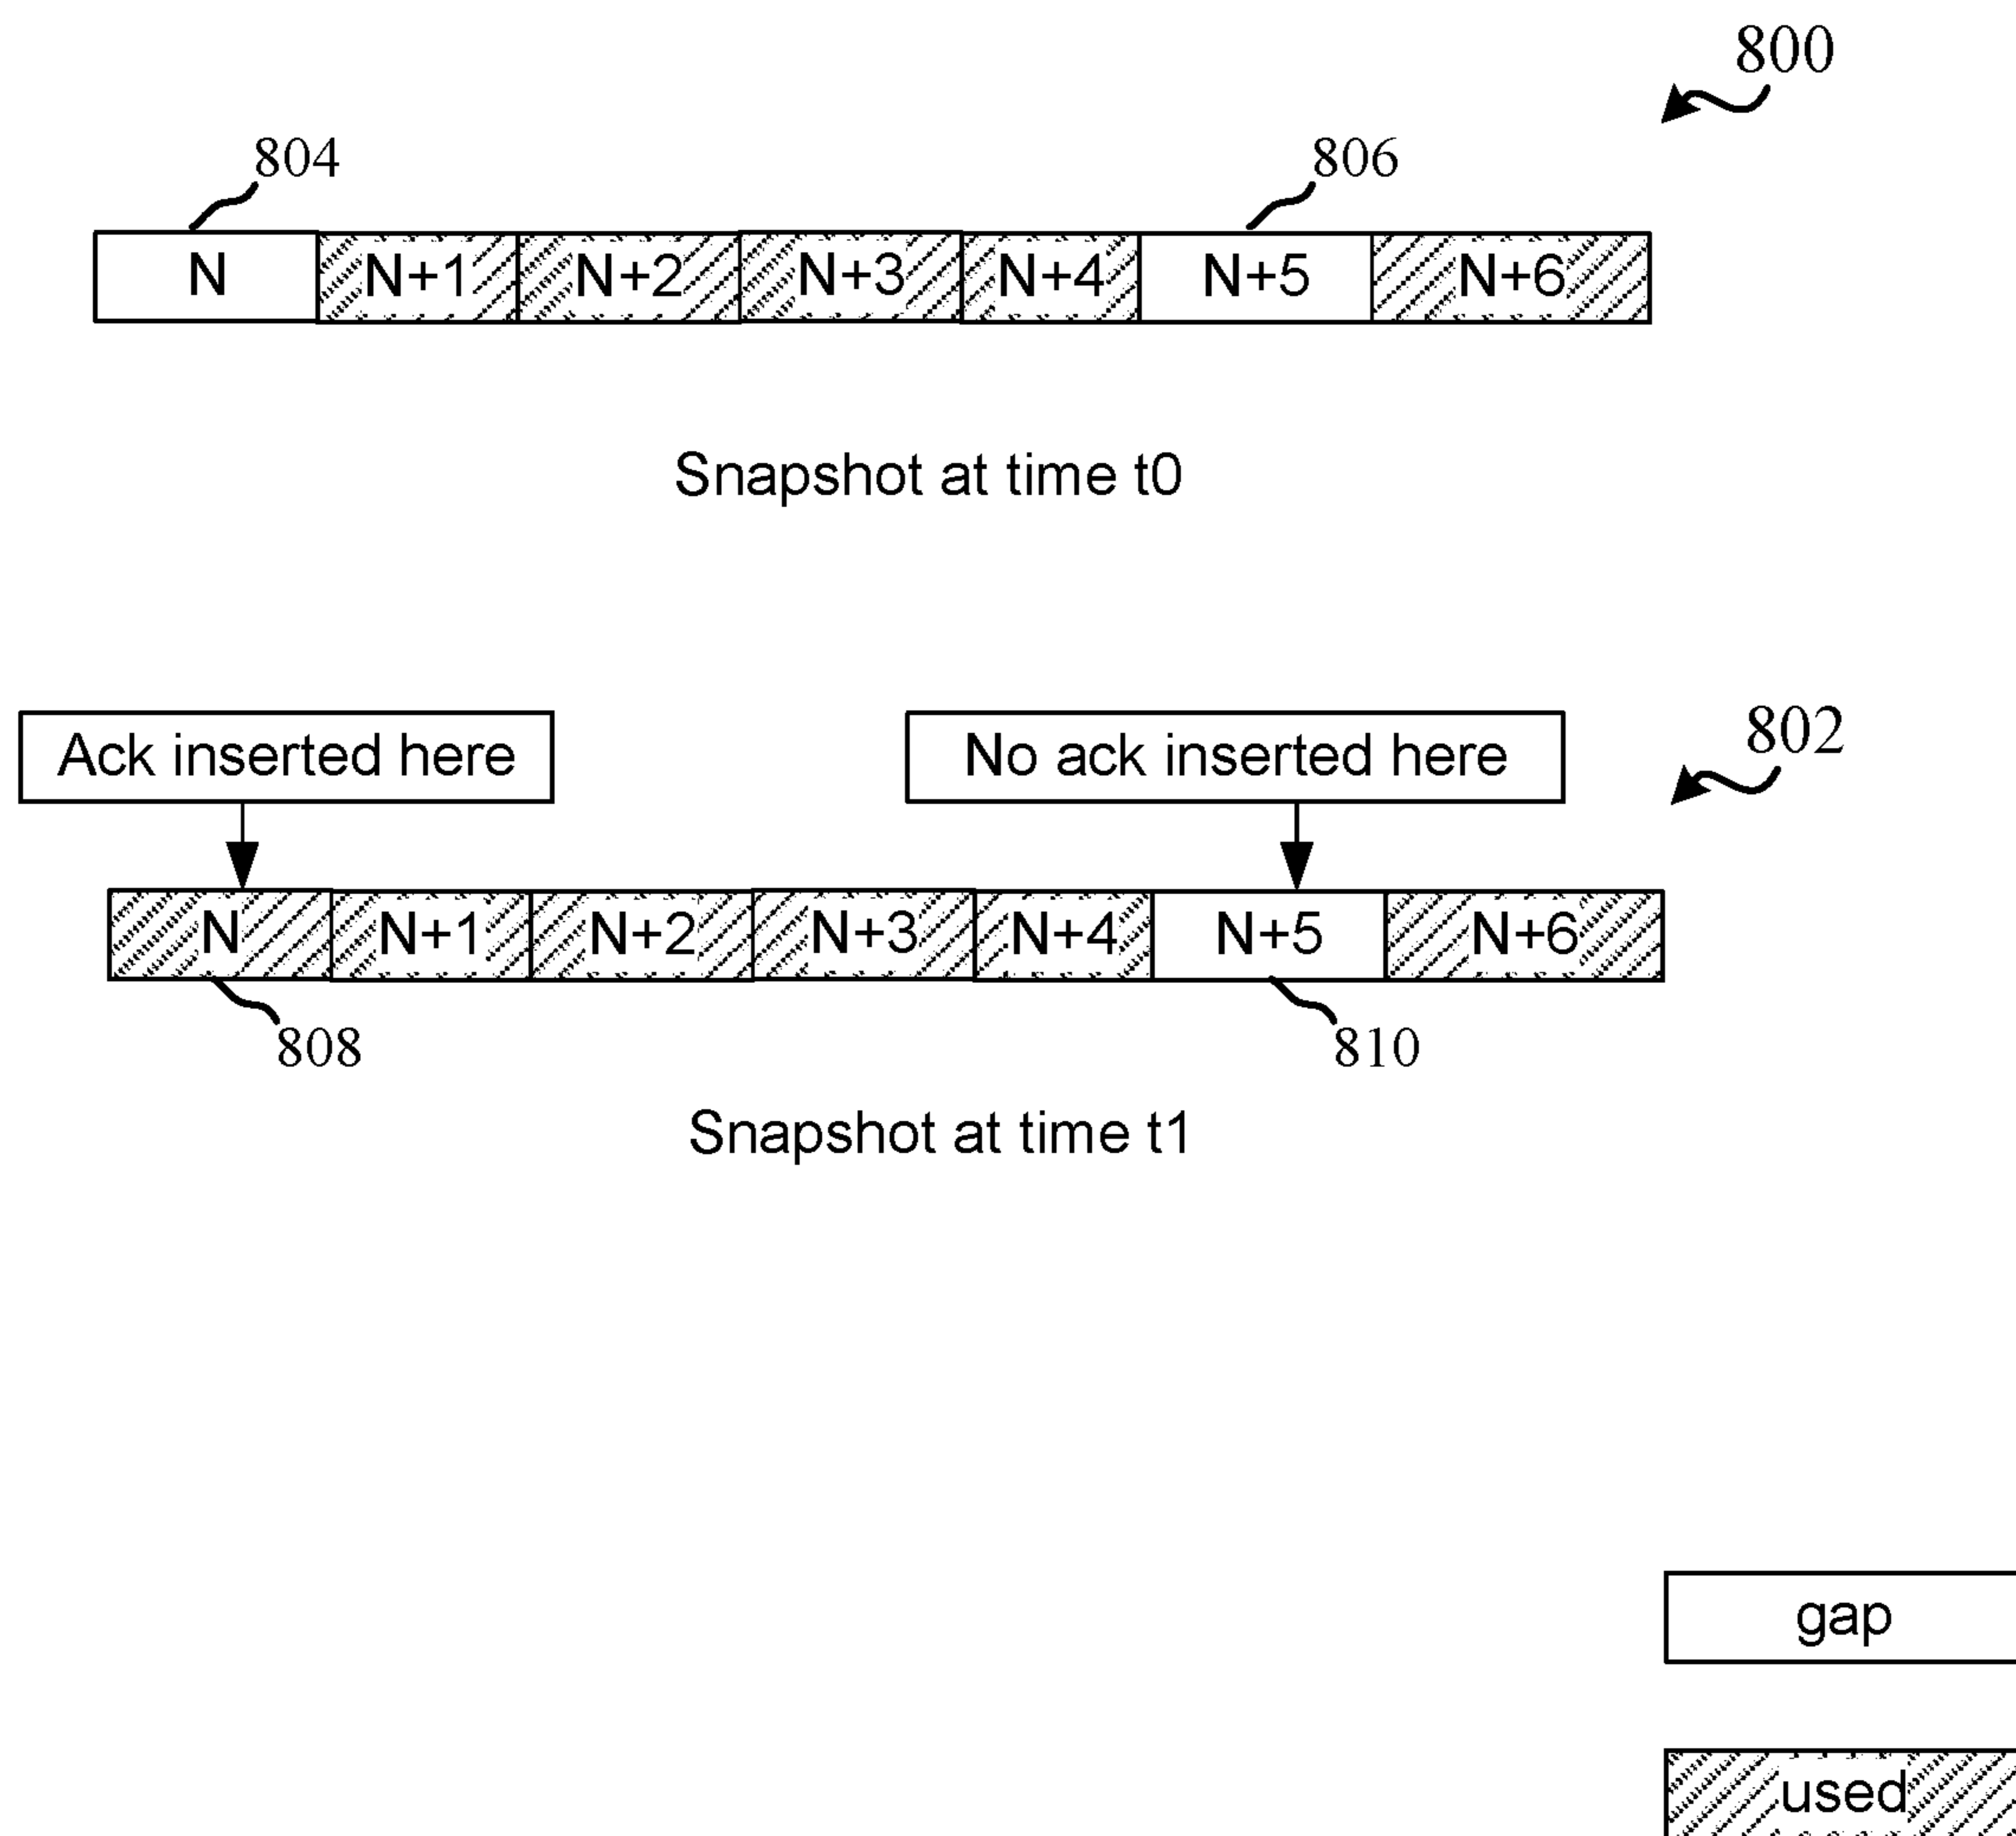 800
804
806
N N+1 N+2 N+3 N+4 N+5 N+6
Snapshot at time t0
Ack inserted here
No ack inserted here
802
N N+1 N+2 N+3 N+4 N+5 N+6
808
810
Snapshot at time t1
gap
used